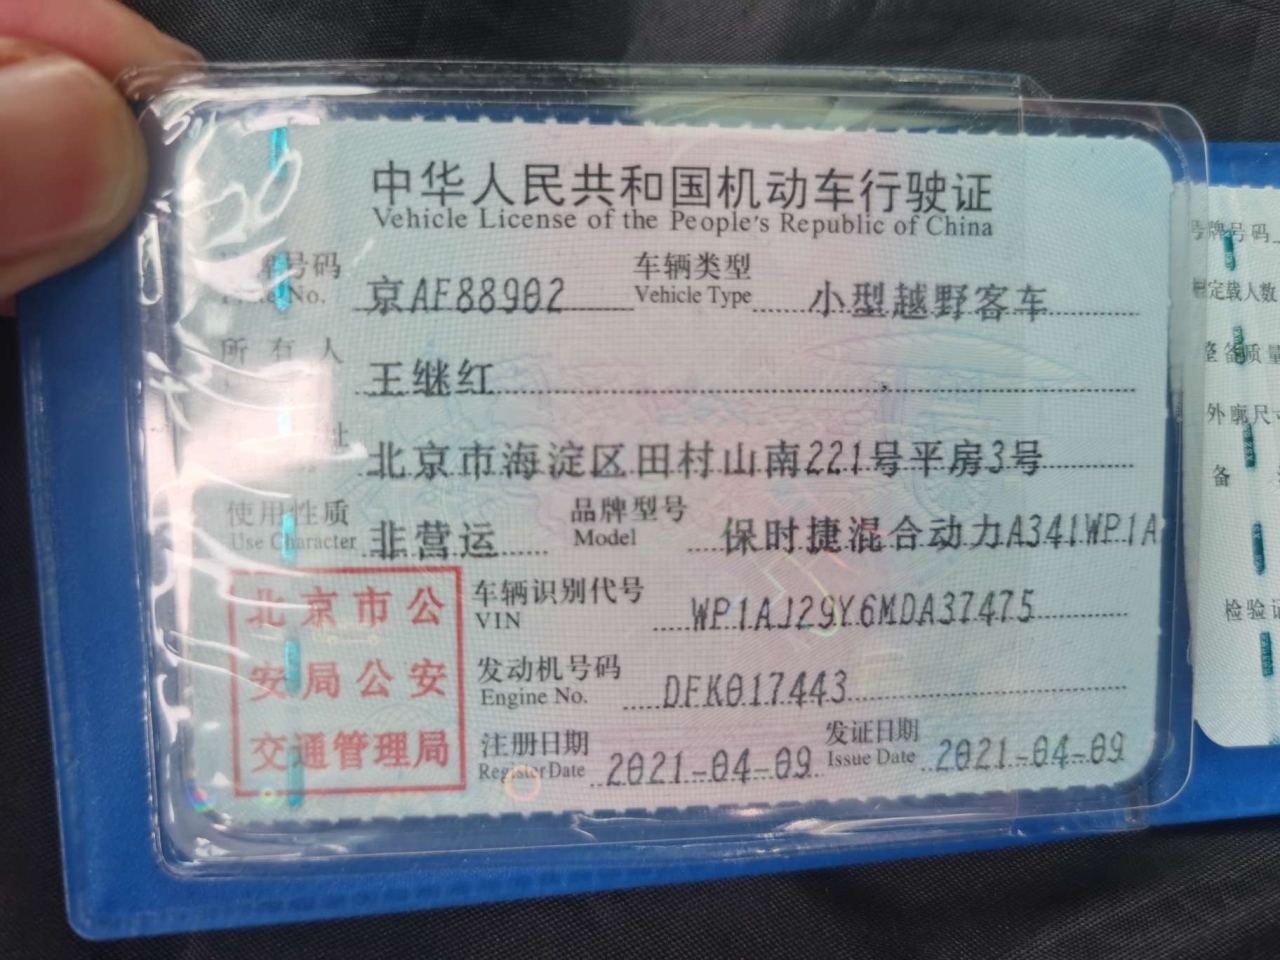 中华人民共和国机动车行驶证
Vehicle License of the People's Republic of China
号码 京AF88902 车辆类型 小型越野客车
No. Vehicle Type
所有人 王继红
址 北京市海淀区田村山南221号平房3号
使用性质 非营运 品牌型号 保时捷混合动力A341WP1A
Use Character Model
北京市公
安局公安
交通管理局
车辆识别代号 WP1AJ29Y6MDA37475
VIN
发动机号码 DFK017443
Engine No.
注册日期 2021-04-09 发证日期 2021-04-09
Register Date Issue Date
号牌号码
定载人数
整备质量
外廓尺寸
备
检验记